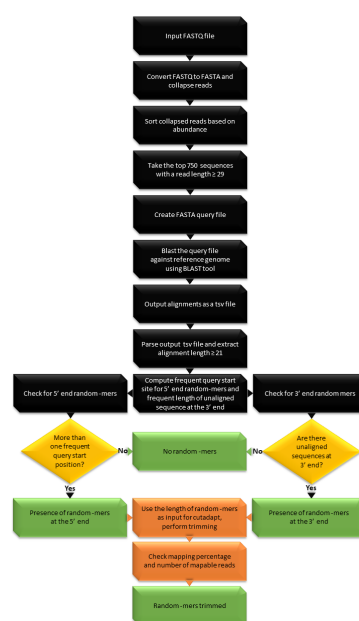 Input FASTQ file
Convert FASTQ to FASTA and
collapse reads
Sort collapsed reads based on
abundance
Take the top 750 sequences
with a read length ≥ 29
Create FASTA query file
Blast the query file
against reference genome
using BLAST tool
Output alignments as a tsv file
Parse output tsv file and extract
alignment length ≥ 21
Compute frequent query start
site for 5' end random -mers and
frequent length of unaligned
sequence at the 3' end
Check for 5' end random -mers
Check for 3' end random mers
More than
one frequent
query start
position?
No
No random -mers
No
Are there
unaligned
sequences at
3' end?
Yes
Yes
Presence of random -mers
at the 5' end
Use the length of random -mers
as input for cutadapt,
perform trimming
Presence of random -mers
at the 3' end
Check mapping percentage
and number of mapable reads
Random -mers trimmed